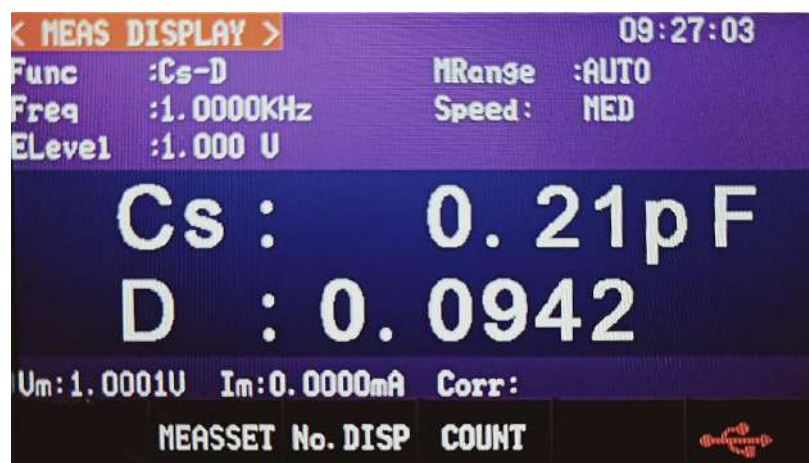 < MEAS DISPLAY > 09:27:03
Func :Cs-D MRange :AUTO
Freq :1.0000KHz Speed: MED
ELevel :1.000 V
Cs: 0.21pF
D :0.0942
Vm:1.0001V Im:0.0000mA Corr:
MEASSET No.DISP COUNT